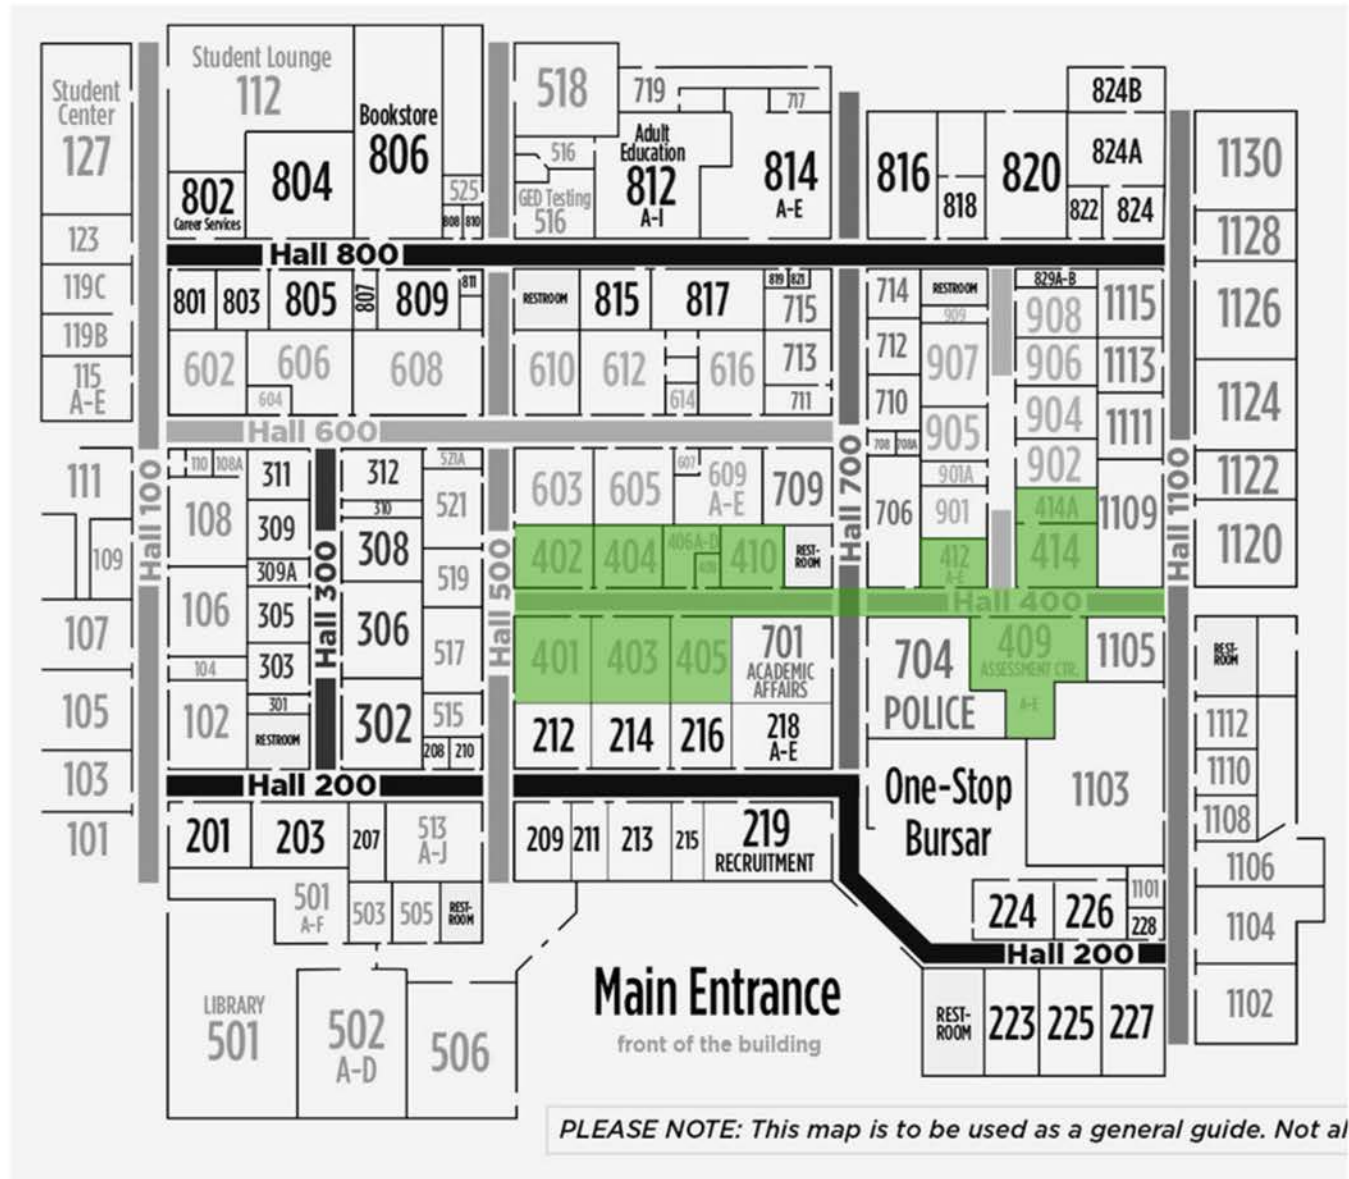 Student
Center
127
123
119C
119B
115
A-E
111
109
107
105
103
101
Hall 100
Student Lounge
112
802
Career Services
804
Bookstore
806
525
808
810
Hall 800
801
803
805
807
809
811
602
606
604
608
Hall 600
110
108A
108
106
104
102
311
309
309A
305
303
301
RESTROOM
Hall 300
312
310
308
306
302
521A
521
519
517
515
208
210
Hall 200
201
203
207
513
A-J
501
A-F
503
505
REST-
ROOM
LIBRARY
501
502
A-D
506
Hall 500
518
516
GED Testing
516
719
717
Adult
Education
812
A-I
814
A-E
RESTROOM
815
817
819
821
715
713
711
610
612
614
616
603
605
607
609
A-E
709
402
404
406A-D
410
REST-
ROOM
401
403
405
701
ACADEMIC
AFFAIRS
212
214
216
218
A-E
209
211
213
215
219
RECRUITMENT
Main Entrance
front of the building
Hall 700
816
818
820
824B
824A
822
824
714
712
710
708
708A
706
RESTROOM
909
907
905
901A
901
412
A-E
829A-B
908
906
904
902
414A
414
1115
1113
1111
1109
Hall 400
704
POLICE
409
ASSESSMENT CTR.
A-E
1105
One-Stop
Bursar
1103
224
226
1101
228
Hall 200
REST-
ROOM
223
225
227
Hall 1100
1130
1128
1126
1124
1122
1120
REST-
ROOM
1112
1110
1108
1106
1104
1102
PLEASE NOTE: This map is to be used as a general guide. Not al